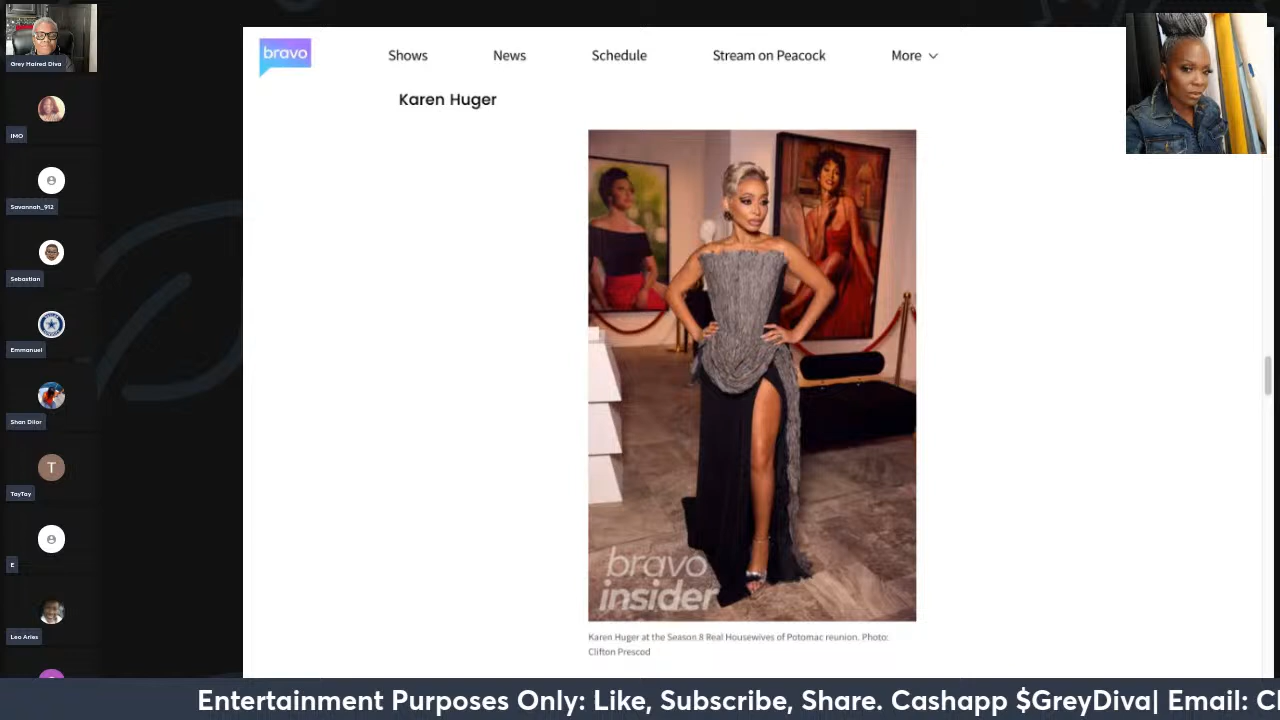 bravo
Shows
News
Schedule
Stream on Peacock
More
Karen Huger
bravo
insider
Karen Huger at the Season 8 Real Housewives of Potomac reunion. Photo:
Clifton Prescod
Grey Haired Diva
IMO
Savannah_912
Sebastian
Emmanuel
Shan Dilor
T
TayTay
E
Leo Aries
Entertainment Purposes Only: Like, Subscribe, Share. Cashapp $GreyDiva| Email: C